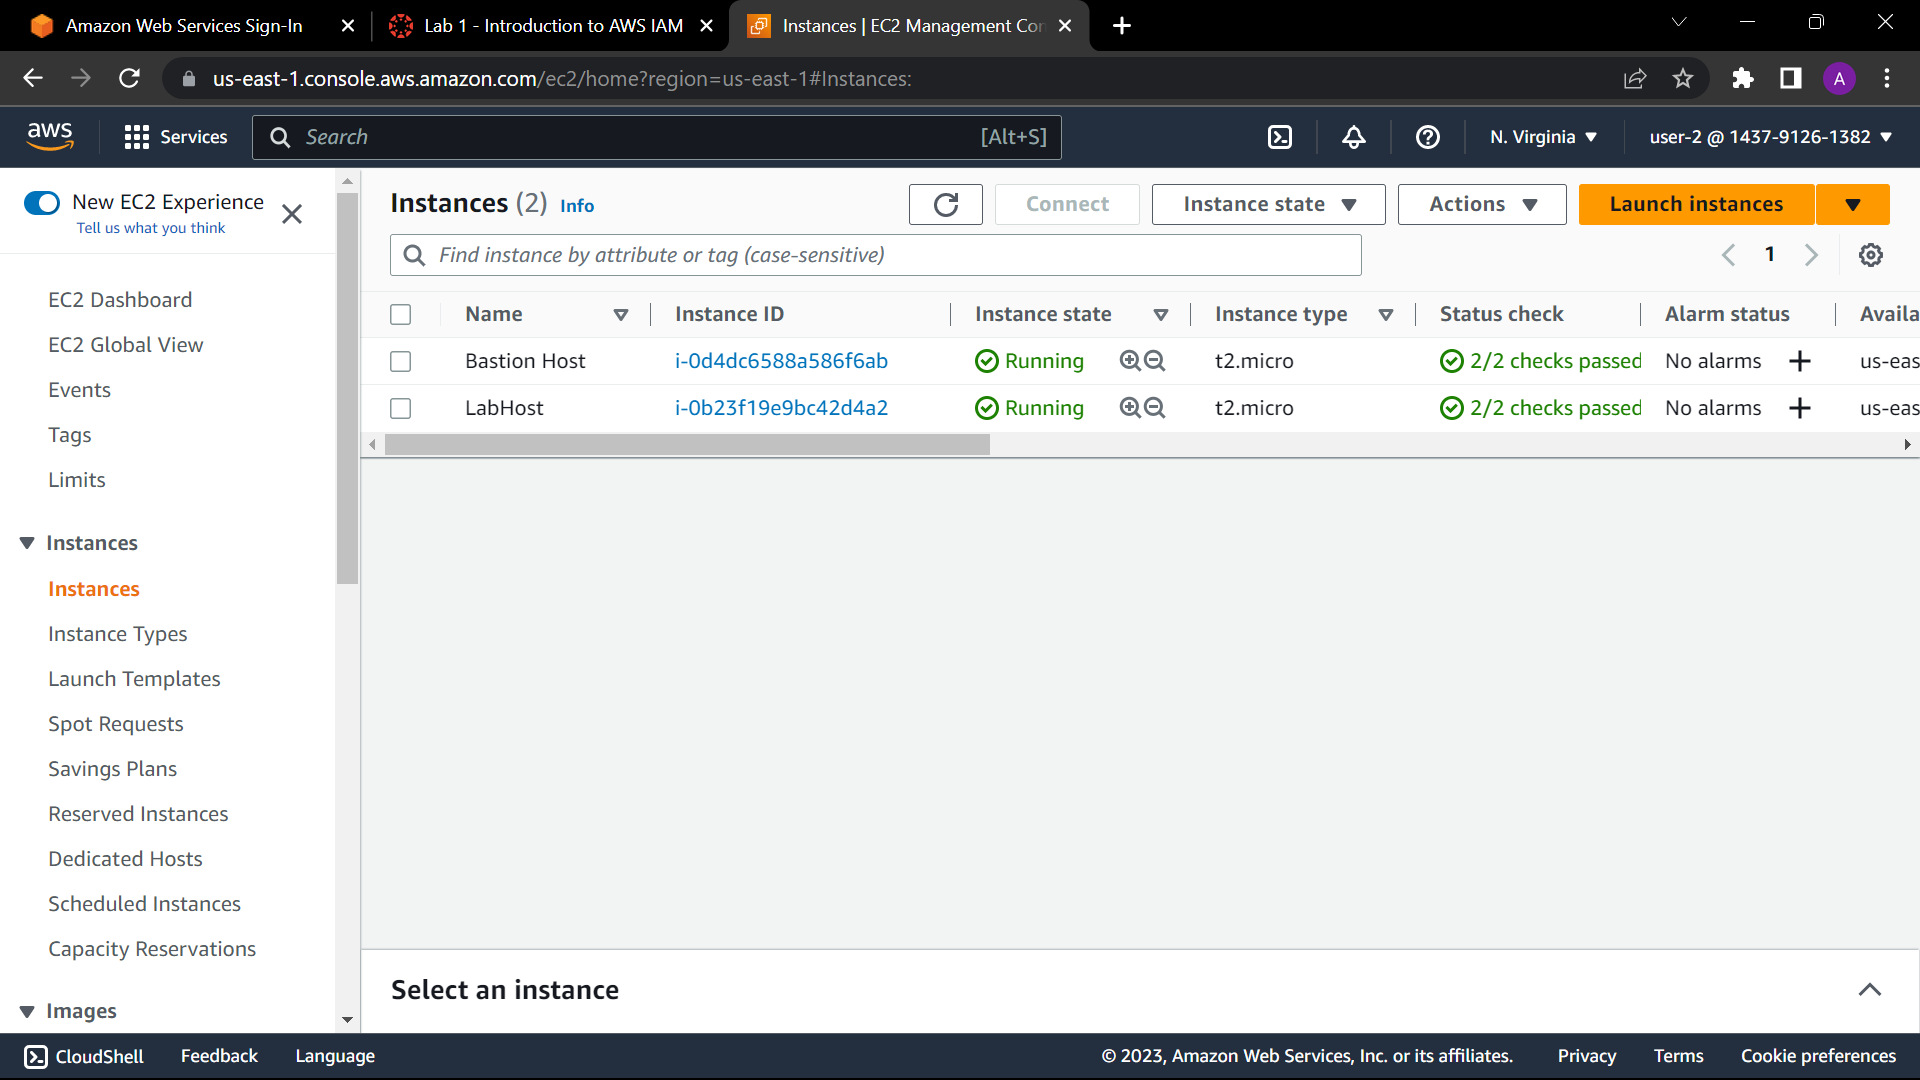 Amazon Web Services Sign-In
Lab 1 - Introduction to AWS IAM
Instances | EC2 Management Con
us-east-1.console.aws.amazon.com/ec2/home?region=us-east-1#Instances:
A
aws
Services
Search
[Alt+S]
N. Virginia
user-2 @ 1437-9126-1382
New EC2 Experience
Tell us what you think
EC2 Dashboard
EC2 Global View
Events
Tags
Limits
Instances
Instances
Instance Types
Launch Templates
Spot Requests
Savings Plans
Reserved Instances
Dedicated Hosts
Scheduled Instances
Capacity Reservations
Images
Instances (2) Info
Connect
Instance state
Actions
Launch instances
Find instance by attribute or tag (case-sensitive)
1
Name Instance ID Instance state Instance type Status check Alarm status Availa
Bastion Host i-0d4dc6588a586f6ab Running t2.micro 2/2 checks passed No alarms + us-eas
LabHost i-0b23f19e9bc42d4a2 Running t2.micro 2/2 checks passed No alarms + us-eas
Select an instance
CloudShell Feedback Language © 2023, Amazon Web Services, Inc. or its affiliates. Privacy Terms Cookie preferences